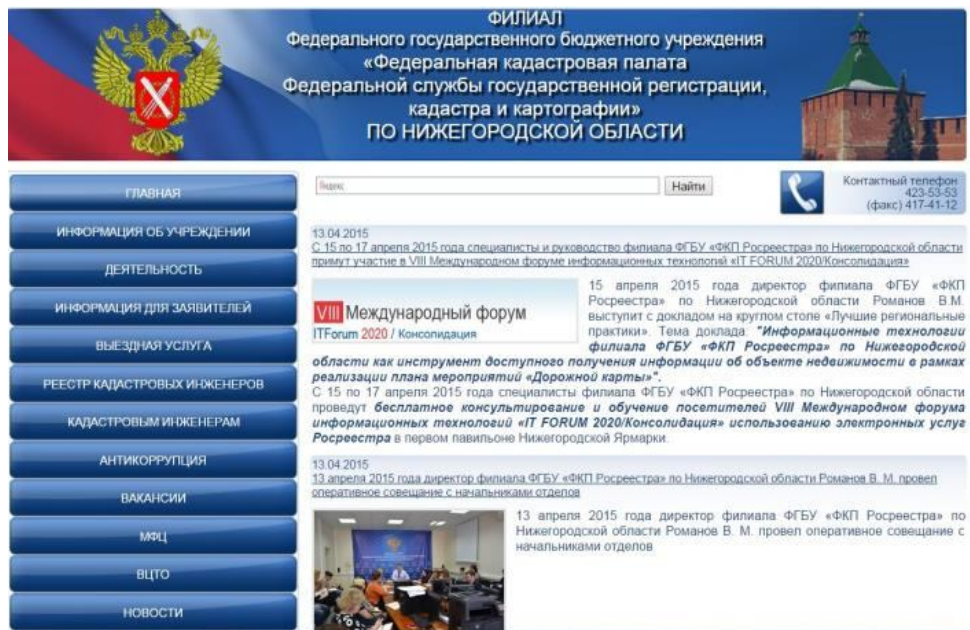 ФИЛИАЛ
Федерального государственного бюджетного учреждения
«Федеральная кадастровая палата
Федеральной службы государственной регистрации,
кадастра и картографии»
ПО НИЖЕГОРОДСКОЙ ОБЛАСТИ
ГЛАВНАЯ
ИНФОРМАЦИЯ ОБ УЧРЕЖДЕНИИ
ДЕЯТЕЛЬНОСТЬ
ИНФОРМАЦИЯ ДЛЯ ЗАЯВИТЕЛЕЙ
ВЫЕЗДНАЯ УСЛУГА
РЕЕСТР КАДАСТРОВЫХ ИНЖЕНЕРОВ
КАДАСТРОВЫМ ИНЖЕНЕРАМ
АНТИКОРРУПЦИЯ
ВАКАНСИИ
МФЦ
ВЦТО
НОВОСТИ
Яндекс
Найти
Контактный телефон
423-53-53
(факс) 417-41-12
13.04.2015
С 15 по 17 апреля 2015 года специалисты и руководство филиала ФГБУ «ФКП Росреестра» по Нижегородской области
примут участие в VIII Международном форуме информационных технологий «IT FORUM 2020/Консолидация»
VIII Международный форум
ITForum 2020 / Консолидация
15 апреля 2015 года директор филиала ФГБУ «ФКП
Росреестра» по Нижегородской области Романов В.М.
выступит с докладом на круглом столе «Лучшие региональные
практики». Тема доклада: "Информационные технологии
филиала ФГБУ «ФКП Росреестра» по Нижегородской
области как инструмент доступного получения информации об объекте недвижимости в рамках
реализации плана мероприятий «Дорожной карты»".
С 15 по 17 апреля 2015 года специалисты филиала ФГБУ «ФКП Росреестра» по Нижегородской области
проведут бесплатное консультирование и обучение посетителей VIII Международном форума
информационных технологий «IT FORUM 2020/Консолидация» использованию электронных услуг
Росреестра в первом павильоне Нижегородской Ярмарки.
13.04.2015
13 апреля 2015 года директор филиала ФГБУ «ФКП Росреестра» по Нижегородской области Романов В. М. провел
оперативное совещание с начальниками отделов
13 апреля 2015 года директор филиала ФГБУ «ФКП Росреестра» по
Нижегородской области Романов В. М. провел оперативное совещание с
начальниками отделов